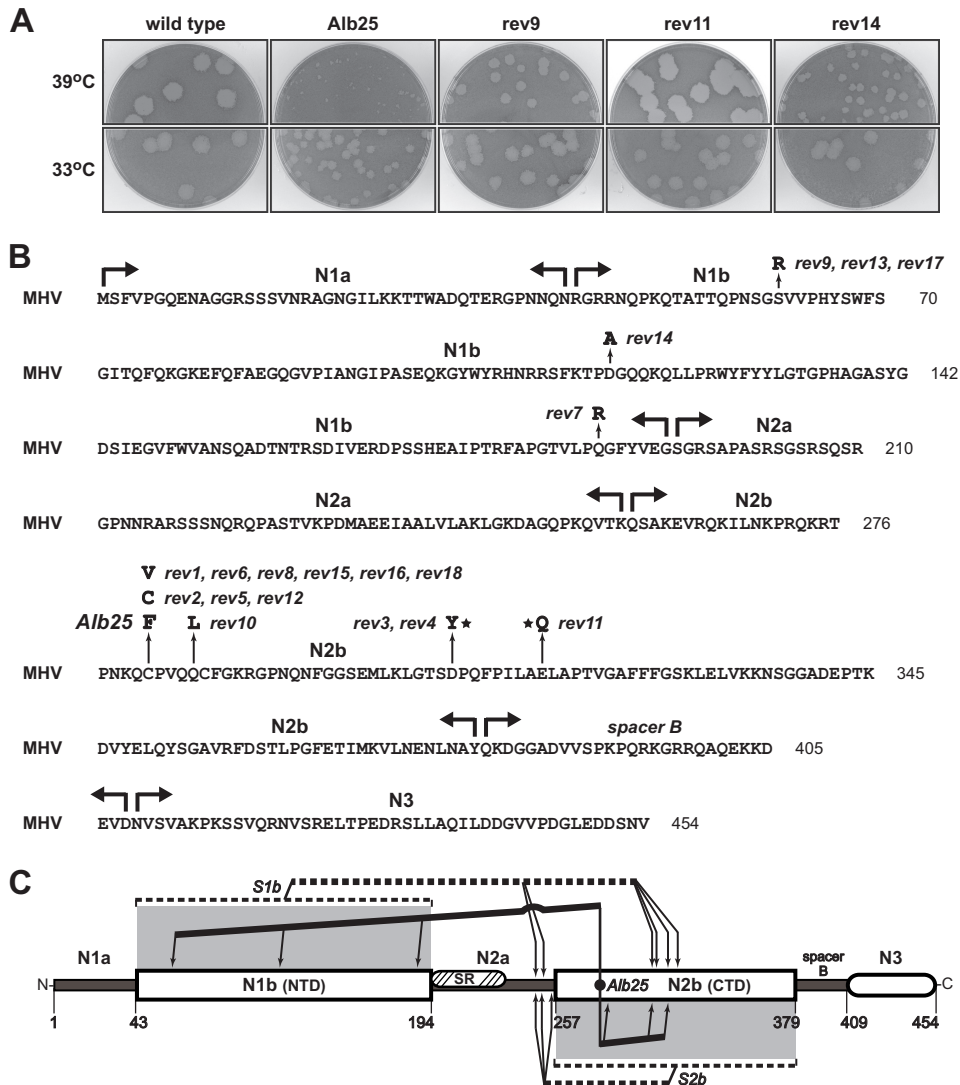 A
wild type Alb25 rev9 rev11 rev14
39°C
33°C
B
N1a N1b R rev9, rev13, rev17
MHV MSFVPGQENAGGRSSSVNRAGNGILKKTTWADQTERGPNNQNRGRRNQPKQTATTQPNSGSVVPHYSWFS 70
N1b A rev14
MHV GITQFQKGKEFQFAEGQGVPIANGIPASEQKGYWYRHNRRSFKTPDGQQKQLLPRWYFYYLGTGPHAGASYG 142
N1b rev7 R N2a
MHV DSIEGVFWVANSQADTNTRSDIVERDPSSHEAIPTRFAPGTVLPQGFYVEGSGRSAPASRSGSRSQSR 210
N2a N2b
MHV GPNNRARSSSNQRQPASTVKPDMAEEIAALVLAKLGKDAGQPKQVTKQSAKEVRQKILNKPRQKRT 276
V rev1, rev6, rev8, rev15, rev16, rev18
C rev2, rev5, rev12
Alb25 F L rev10 rev3, rev4 Y★ ★Q rev11
N2b
MHV PNKQCPVQQCFGKRGPNQNFGGSEMLKLGTSDPQFPILAELAPTVGAFFFGSKLELVKKNSGGADEPTK 345
N2b spacer B
MHV DVYELQYSGAVRFDSTLPGFETIMKVLNENLNAYQKDGGADVVSPKPQRKGRRQAQEKKD 405
N3
MHV EVDNVSVAKPKSSVQRNVSRELTPEDRSLLAQILDDGVVPDGLEDDSNV 454
C
S1b
N1a N2a spacer B N3
N- N1b (NTD) SR Alb25 N2b (CTD) -C
1 43 194 257 379 409 454
S2b